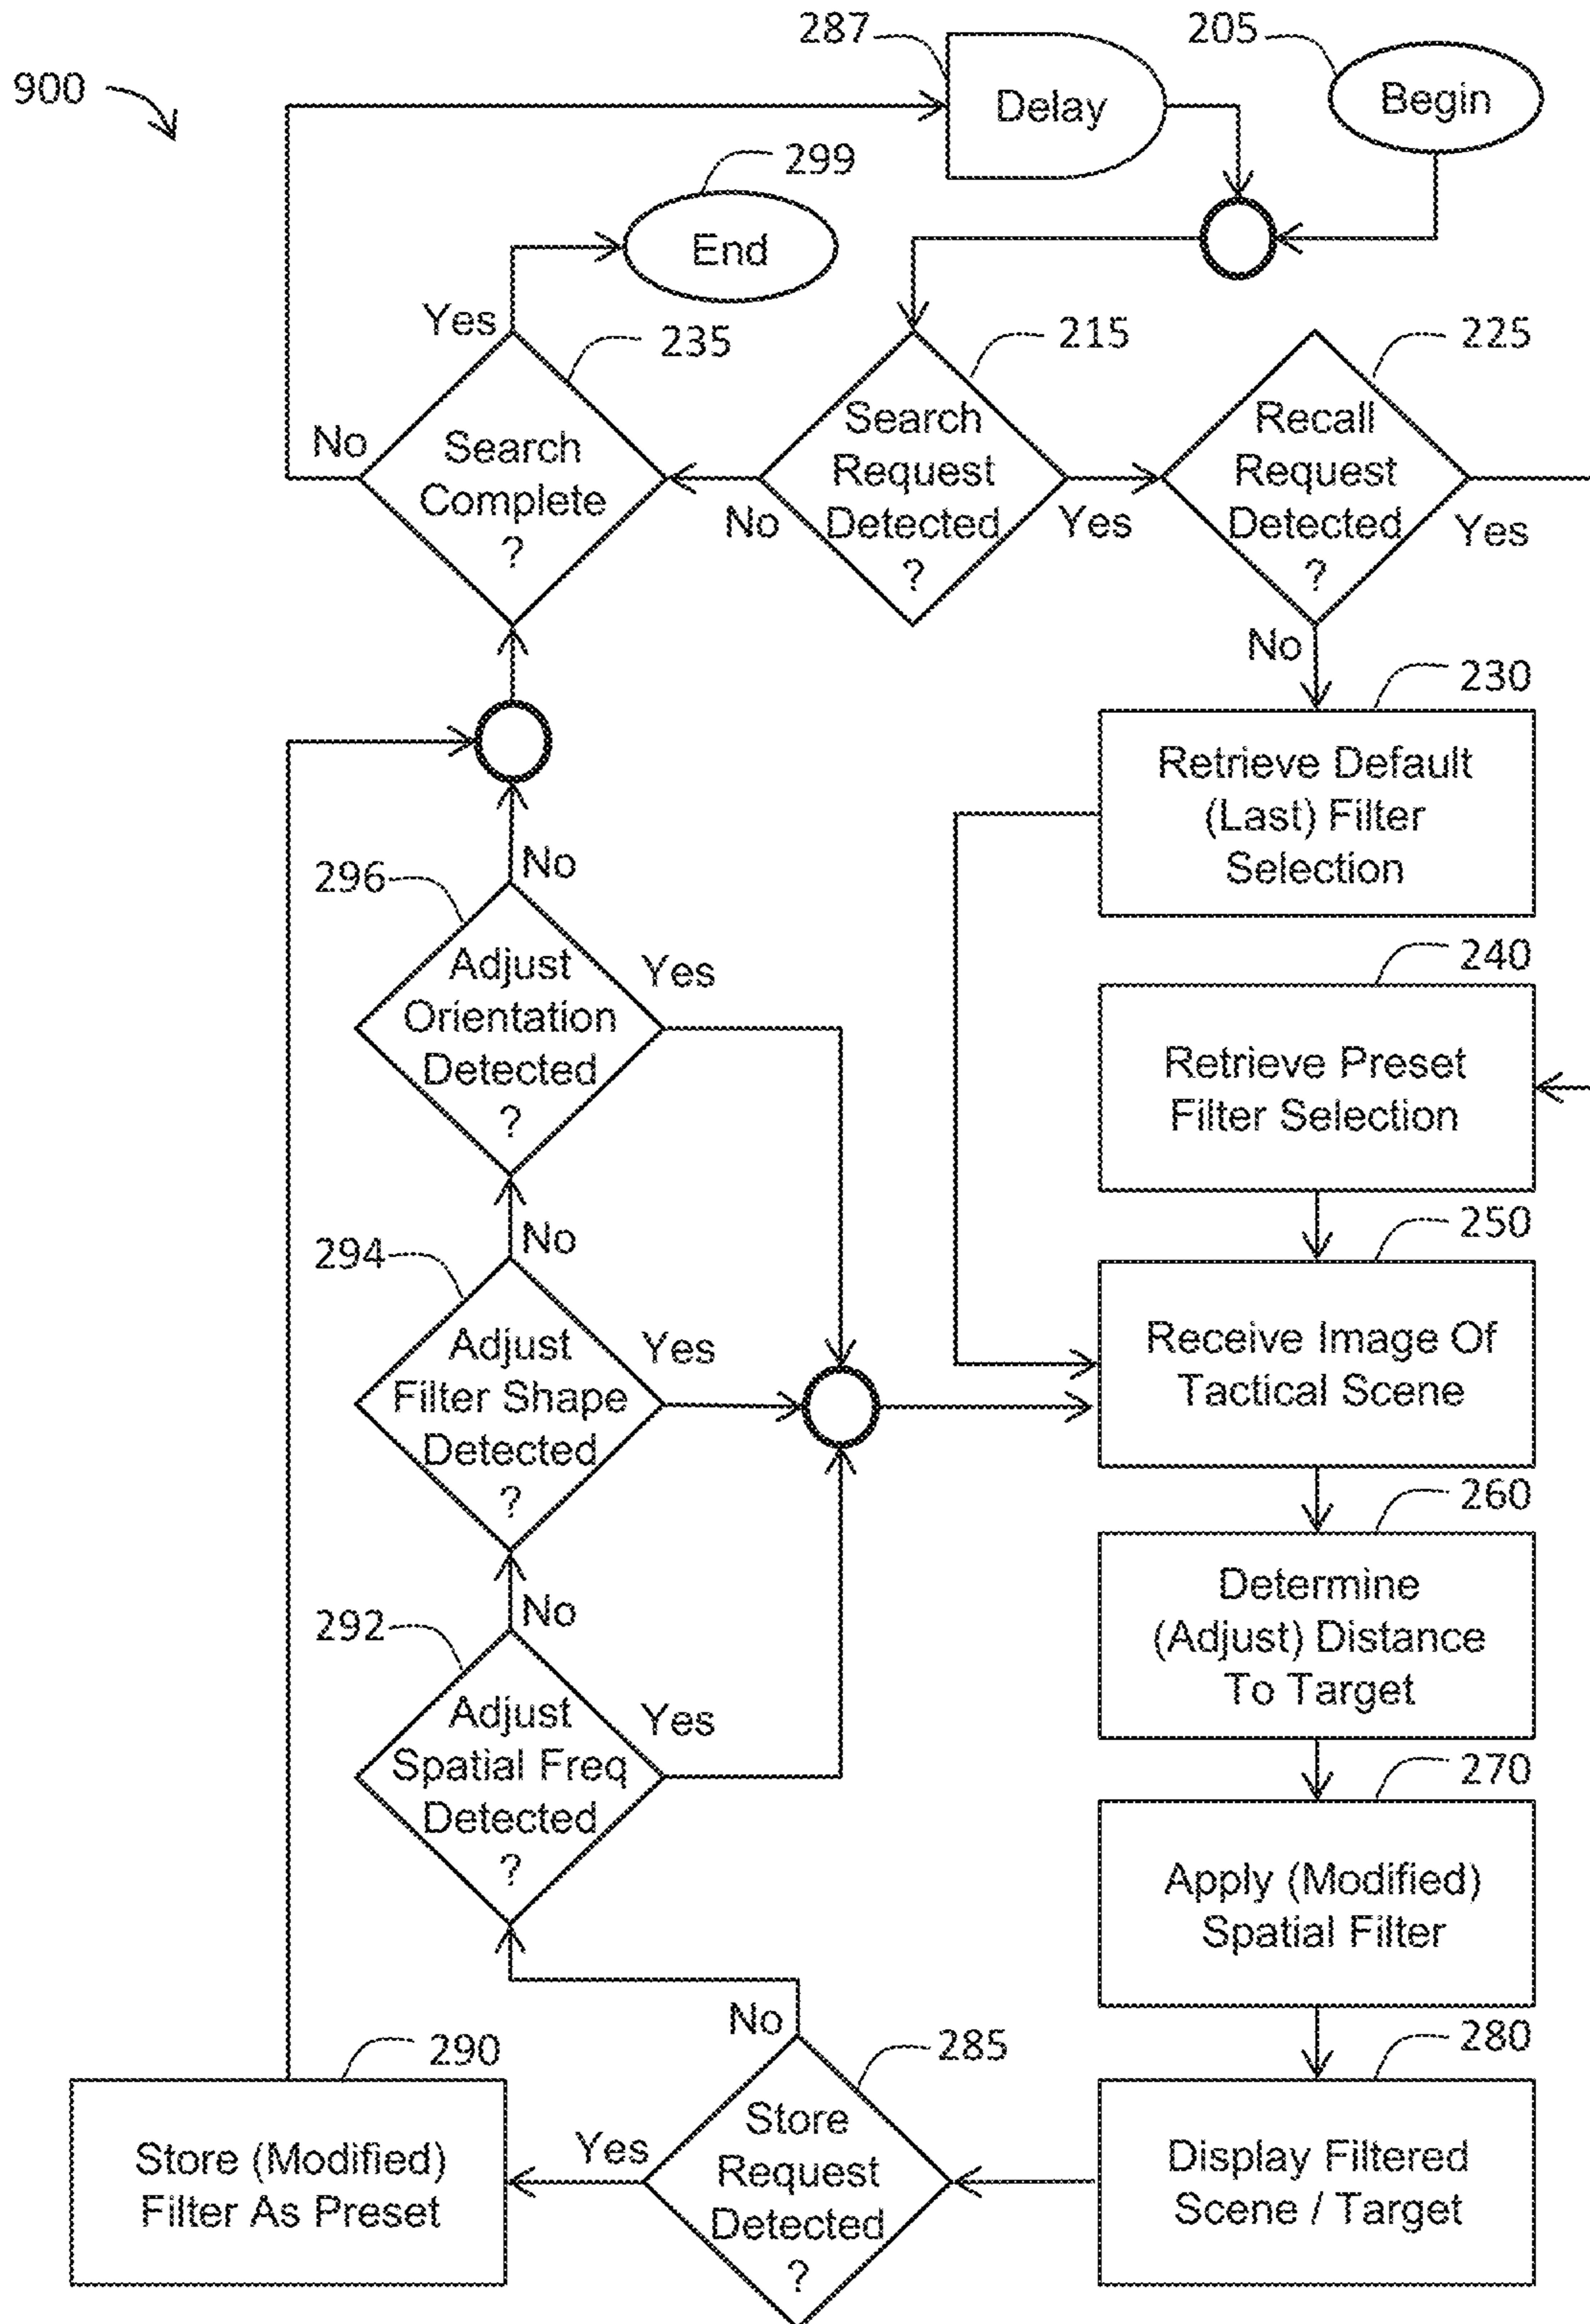 900
287
Delay
205
Begin
299
End
Yes
235
No
Search
Complete
?
215
Search
Request
Detected
?
No
Yes
225
Recall
Request
Detected
?
Yes
No
230
Retrieve Default
(Last) Filter
Selection
240
Retrieve Preset
Filter Selection
250
Receive Image Of
Tactical Scene
260
Determine
(Adjust) Distance
To Target
270
Apply (Modified)
Spatial Filter
280
Display Filtered
Scene / Target
285
Store
Request
Detected
?
Yes
No
290
Store (Modified)
Filter As Preset
292
Adjust
Spatial Freq
Detected
?
Yes
No
294
Adjust
Filter Shape
Detected
?
Yes
No
296
Adjust
Orientation
Detected
?
Yes
No